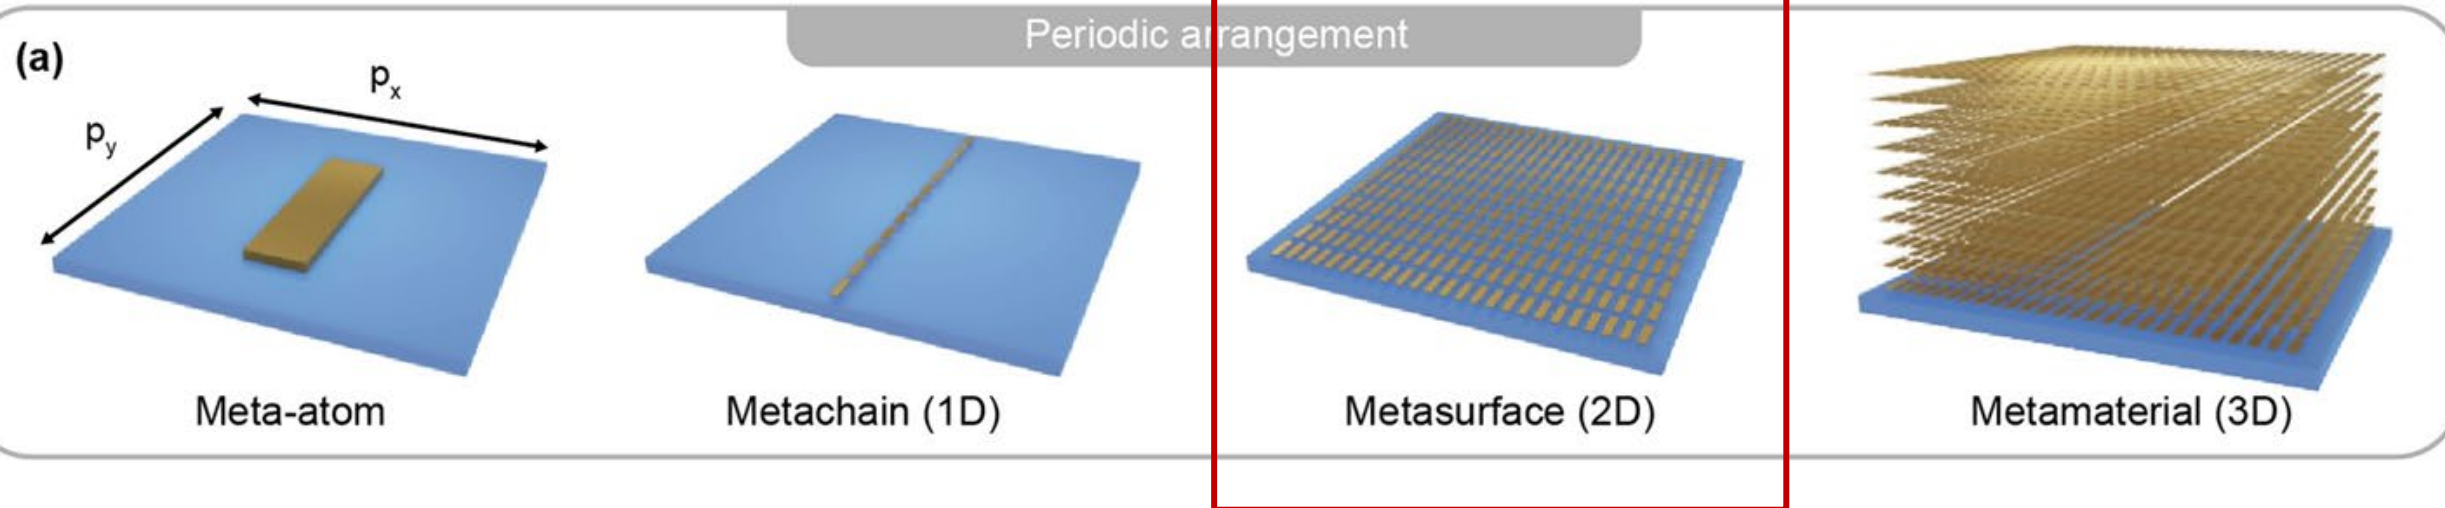 Periodic arrangement
(a)
px
py
Meta-atom
Metachain (1D)
Metasurface (2D)
Metamaterial (3D)